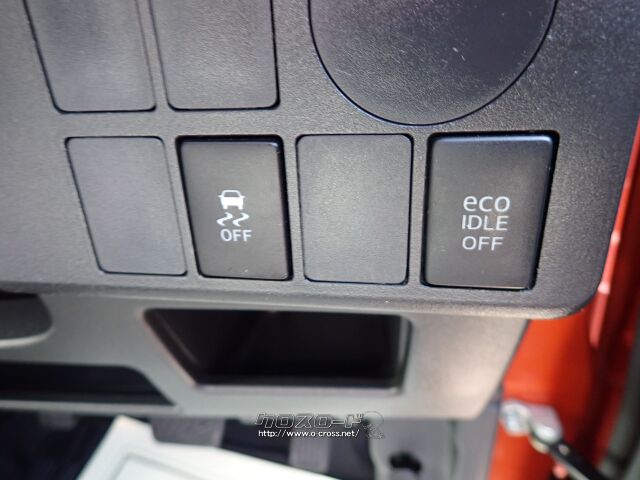 OFF
eco
IDLE
OFF
クロスロード
http://www.o-cross.net/